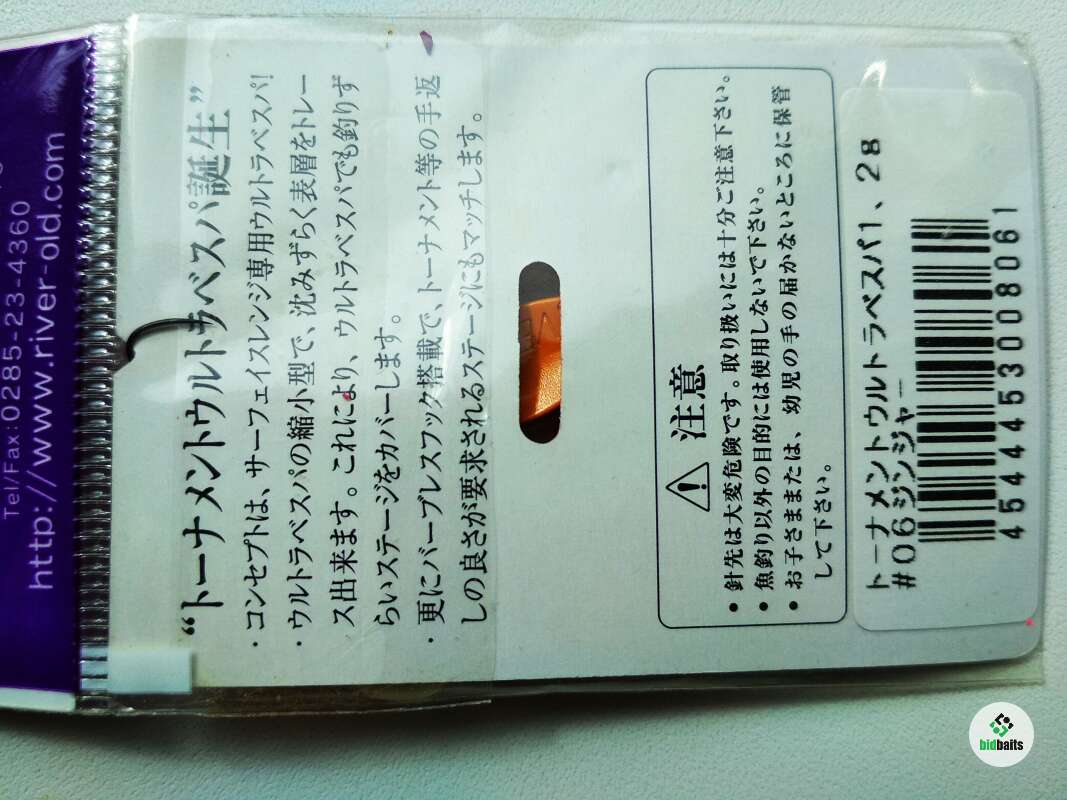 Tel/Fax:0285-23-4360
http://www.river-old.com
“トーナメントウルトラベスパ誕生”
・コンセプトは、サーフェイスレンジ専用ウルトラベスパ!
・ウルトラベスパの縮小型で、沈みずらく表層をトレー
ス出来ます。これにより、ウルトラベスパでも釣りず
らいステージをカバーします。
・更にバーブレスフック搭載で、トーナメント等の手返
しの良さが要求されるステージにもマッチします。
注意
●針先は大変危険です。取り扱いには十分ご注意下さい。
●魚釣り以外の目的には使用しないで下さい。
●お子さままたは、幼児の手の届かないところに保管
して下さい。
トーナメントウルトラベスパ1、2g
#06ジンジャー
4544453008061
bidbaits